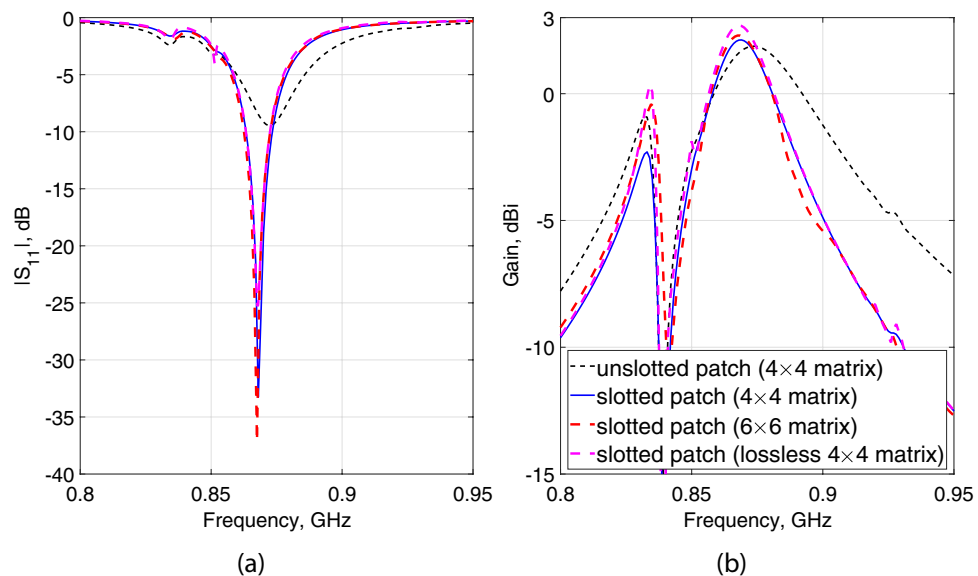 0
-5
-10
-15
-20
-25
-30
-35
-40
0.8
0.85
0.9
0.95
|S11|, dB
Frequency, GHz
(a)
3
0
-5
-10
-15
0.8
0.85
0.9
0.95
Gain, dBi
Frequency, GHz
unslotted patch (4×4 matrix)
slotted patch (4×4 matrix)
slotted patch (6×6 matrix)
slotted patch (lossless 4×4 matrix)
(b)